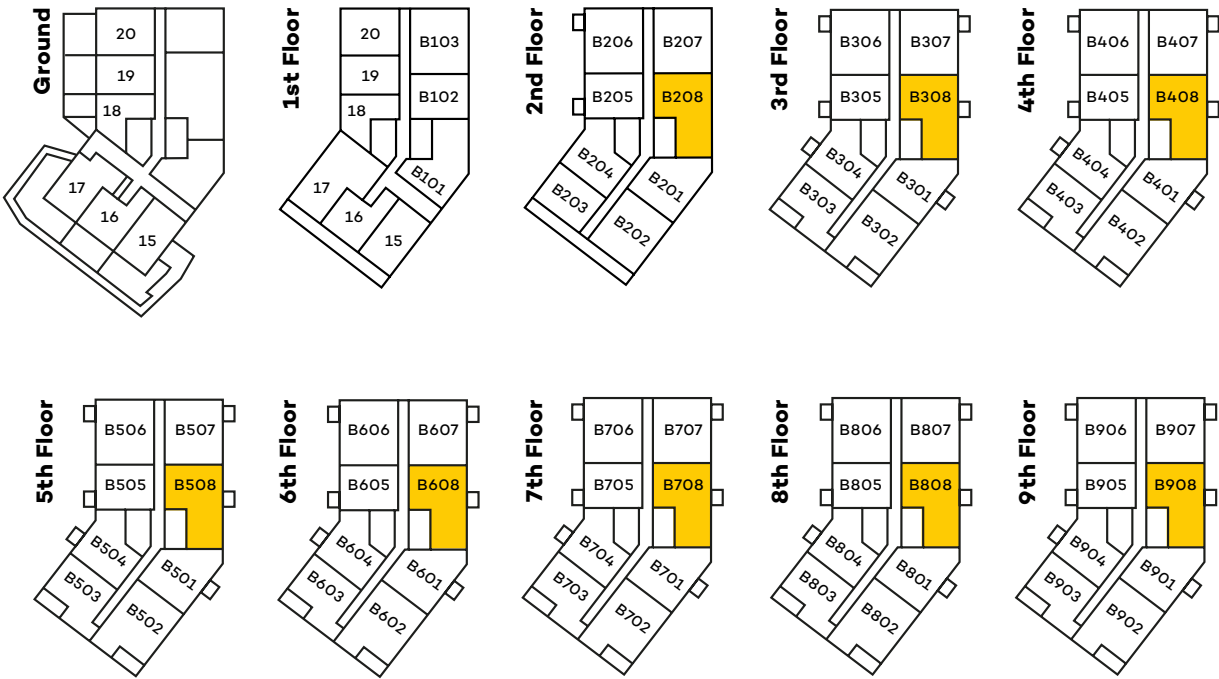 Ground
20
19
18
17
16
15
1st Floor
20
B103
19
B102
18
B101
17
16
15
2nd Floor
B206
B207
B205
B208
B204
B201
B203
B202
3rd Floor
B306
B307
B305
B308
B304
B301
B303
B302
4th Floor
B406
B407
B405
B408
B404
B401
B403
B402
5th Floor
B506
B507
B505
B508
B504
B501
B503
B502
6th Floor
B606
B607
B605
B608
B604
B601
B603
B602
7th Floor
B706
B707
B705
B708
B704
B701
B703
B702
8th Floor
B806
B807
B805
B808
B804
B801
B803
B802
9th Floor
B906
B907
B905
B908
B904
B901
B903
B902